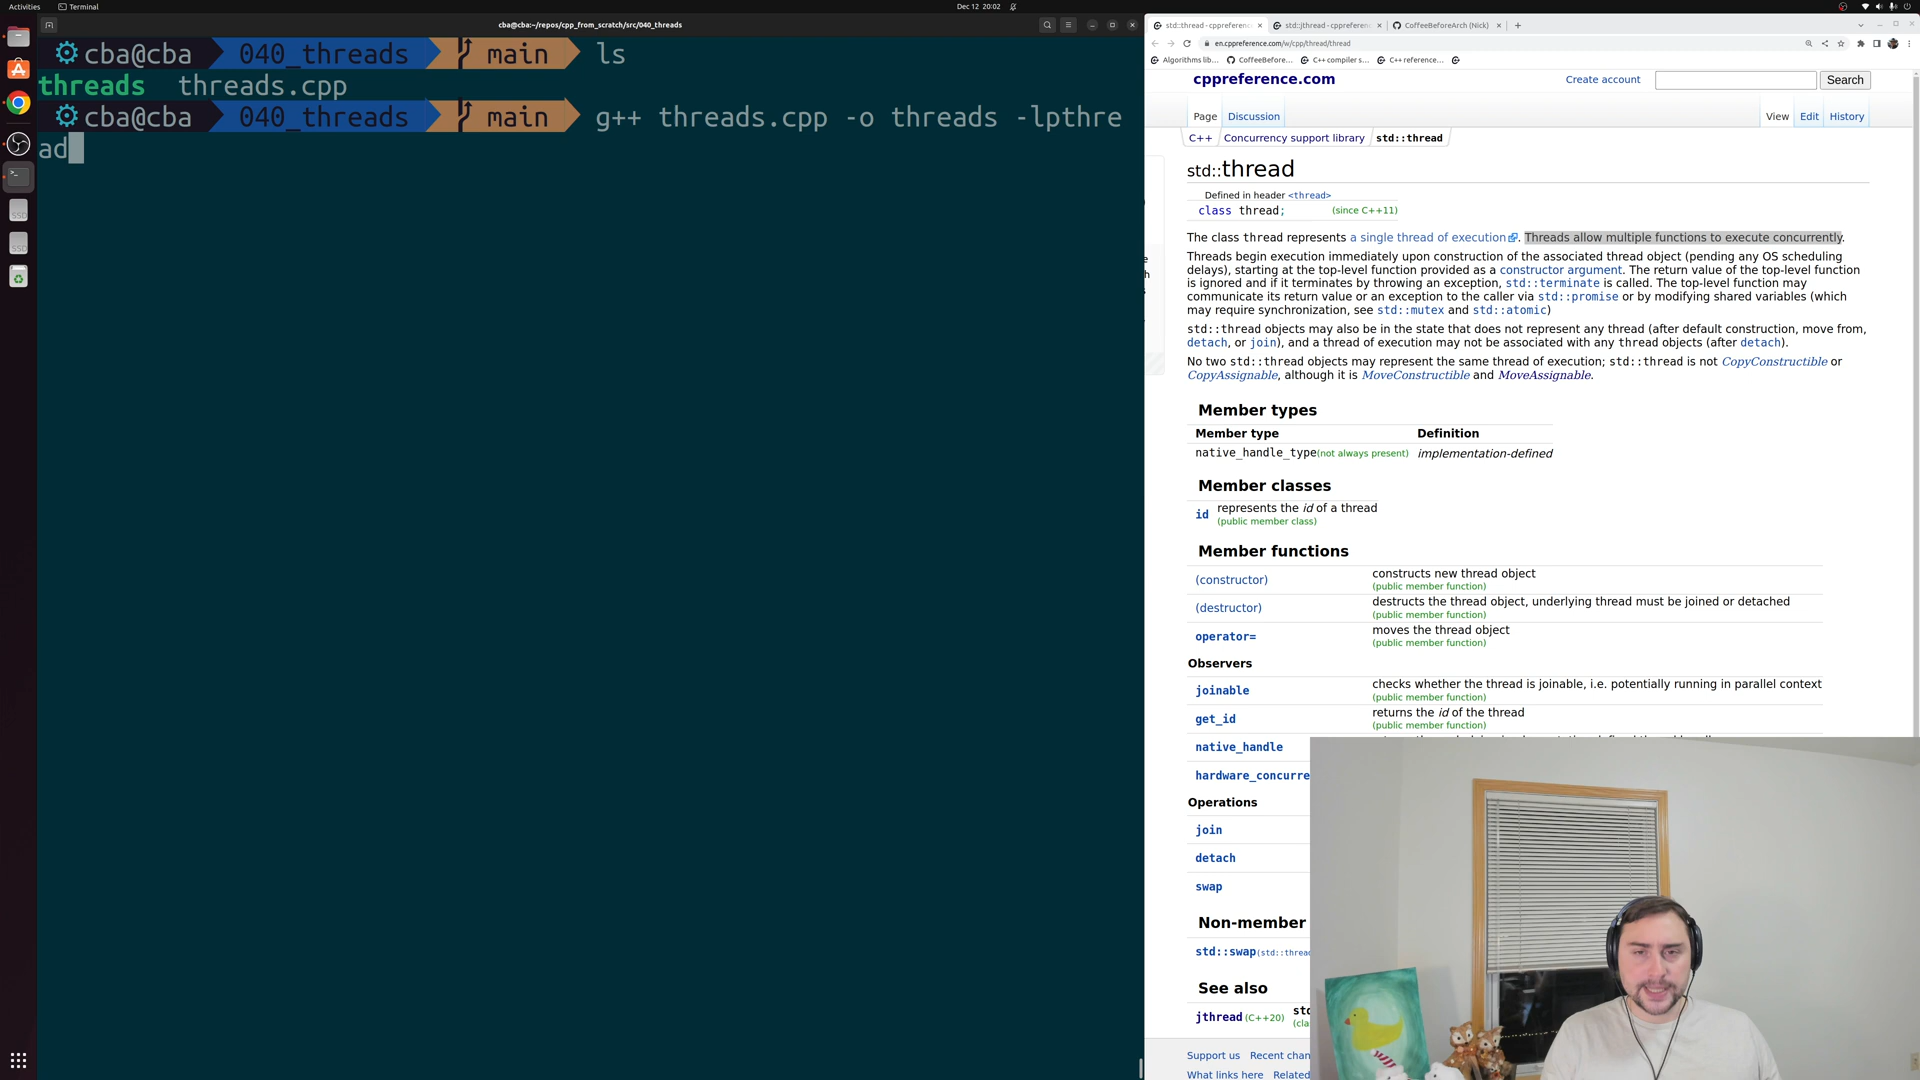 Activities
Terminal
Dec 12 20:02
cba@cba:~/repos/cpp_from_scratch/src/040_threads
cba@cba 040_threads main ls
threads threads.cpp
cba@cba 040_threads main g++ threads.cpp -o threads -lpthre
ad
std::thread - cppreference
std::jthread - cppreference
CoffeeBeforeArch (Nick)
en.cppreference.com/w/cpp/thread/thread
Algorithms lib...
CoffeeBefore...
C++ compiler s...
C++ reference...
cppreference.com
Create account
Search
Page
Discussion
View
Edit
History
C++
Concurrency support library
std::thread
std::thread
Defined in header <thread>
class thread; (since C++11)
The class thread represents a single thread of execution. Threads allow multiple functions to execute concurrently.
Threads begin execution immediately upon construction of the associated thread object (pending any OS scheduling
delays), starting at the top-level function provided as a constructor argument. The return value of the top-level function
is ignored and if it terminates by throwing an exception, std::terminate is called. The top-level function may
communicate its return value or an exception to the caller via std::promise or by modifying shared variables (which
may require synchronization, see std::mutex and std::atomic)
std::thread objects may also be in the state that does not represent any thread (after default construction, move from,
detach, or join), and a thread of execution may not be associated with any thread objects (after detach).
No two std::thread objects may represent the same thread of execution; std::thread is not CopyConstructible or
CopyAssignable, although it is MoveConstructible and MoveAssignable.
Member types
Member type Definition
native_handle_type(not always present) implementation-defined
Member classes
id represents the id of a thread
(public member class)
Member functions
(constructor) constructs new thread object
(public member function)
(destructor) destructs the thread object, underlying thread must be joined or detached
(public member function)
operator= moves the thread object
(public member function)
Observers
joinable checks whether the thread is joinable, i.e. potentially running in parallel context
(public member function)
get_id returns the id of the thread
(public member function)
native_handle
hardware_concurre
Operations
join
detach
swap
Non-member
std::swap(std::thread
See also
jthread (C++20) std
(cla
Support us Recent chan
What links here Related